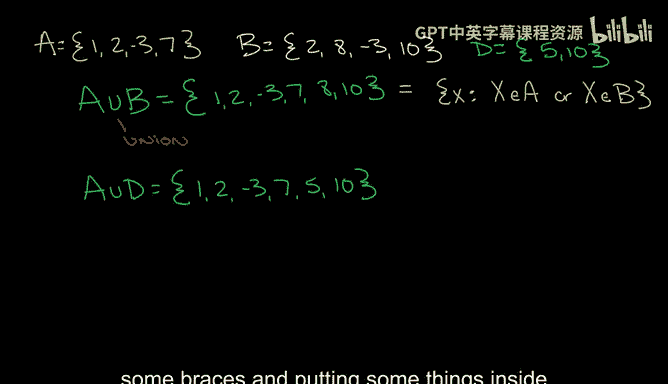 GPT中英字幕课程资源 bilibili
A={1,2,-3,7} B={2,8,-3,10} D={5,10}
A∪B={1,2,-3,7,8,10} = {x: x∈A or x∈B}
union
A∪D={1,2,-3,7,5,10}
some braces and putting some things inside